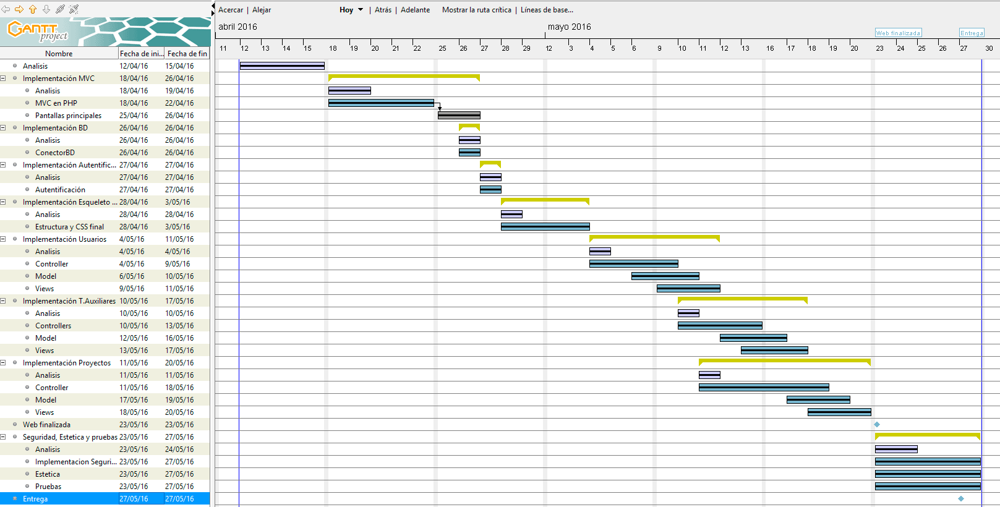 Acercar | Alejar
Hoy | Atrás | Adelante
Mostrar la ruta crítica | Líneas de base...
GANTT
project
abril 2016
mayo 2016
Web finalizada
Entrega
11 12 13 14 15 18 19 20 21 22 25 26 27 28 29 12 3 4 5 6 9 10 11 12 13 16 17 18 19 20 23 24 25 26 27 30
Nombre Fecha de ini... Fecha de fin
Analisis 12/04/16 15/04/16
Implementación MVC 18/04/16 26/04/16
Analisis 18/04/16 19/04/16
MVC en PHP 18/04/16 22/04/16
Pantallas principales 25/04/16 26/04/16
Implementación BD 26/04/16 26/04/16
Analisis 26/04/16 26/04/16
ConectorBD 26/04/16 26/04/16
Implementación Autentific... 27/04/16 27/04/16
Analisis 27/04/16 27/04/16
Autentificación 27/04/16 27/04/16
Implementación Esqueleto ... 28/04/16 3/05/16
Analisis 28/04/16 28/04/16
Estructura y CSS final 28/04/16 3/05/16
Implementación Usuarios 4/05/16 11/05/16
Analisis 4/05/16 4/05/16
Controller 4/05/16 9/05/16
Model 6/05/16 10/05/16
Views 9/05/16 11/05/16
Implementación T.Auxiliares 10/05/16 17/05/16
Analisis 10/05/16 10/05/16
Controllers 10/05/16 13/05/16
Model 12/05/16 16/05/16
Views 13/05/16 17/05/16
Implementación Proyectos 11/05/16 20/05/16
Analisis 11/05/16 11/05/16
Controller 11/05/16 18/05/16
Model 17/05/16 19/05/16
Views 18/05/16 20/05/16
Web finalizada 23/05/16 23/05/16
Seguridad, Estetica y pruebas 23/05/16 27/05/16
Analisis 23/05/16 24/05/16
Implementacion Seguri... 23/05/16 27/05/16
Estetica 23/05/16 27/05/16
Pruebas 23/05/16 27/05/16
Entrega 27/05/16 27/05/16